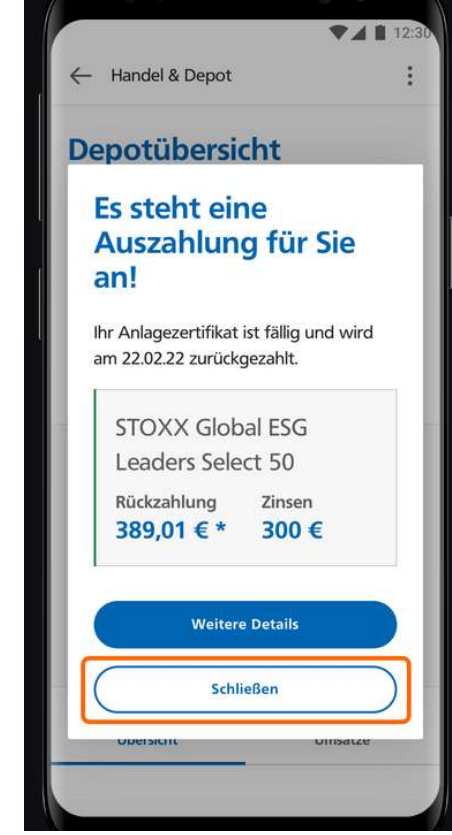 12:30
Handel & Depot
Depotübersicht
Es steht eine
Auszahlung für Sie
an!
Ihr Anlagezertifikat ist fällig und wird
am 22.02.22 zurückgezahlt.
STOXX Global ESG
Leaders Select 50
Rückzahlung Zinsen
389,01 € * 300 €
Weitere Details
Schließen
Übersicht Umsätze